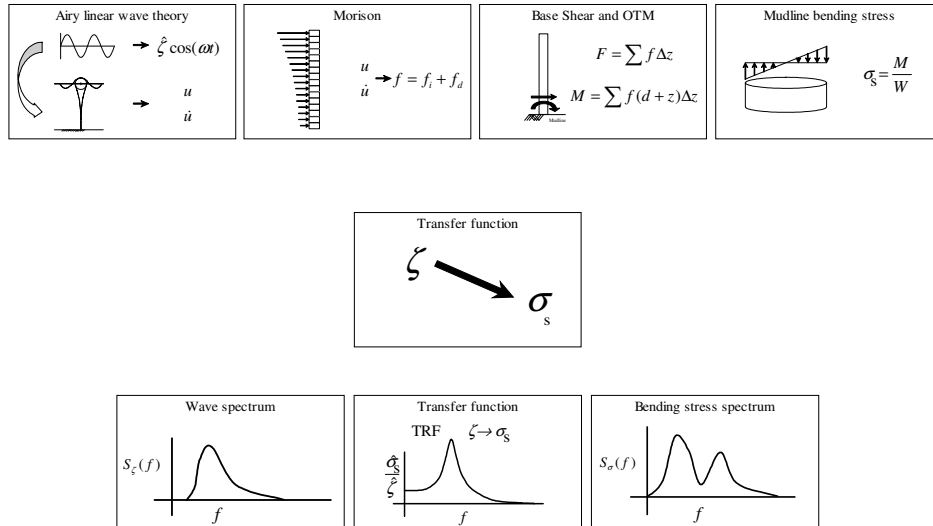 Airy linear wave theory
ζ̂ cos(ωt)
u
u̇
Morison
u
u̇
f = f_i + f_d
Base Shear and OTM
F = ∑ f Δz
M = ∑ f (d + z)Δz
Mudline
Mudline bending stress
σ_s = M/W
Transfer function
ζ
σ_s
Wave spectrum
S_ζ(f)
f
Transfer function
TRF ζ → σ_s
σ̂_s/ζ̂
f
Bending stress spectrum
S_σ(f)
f